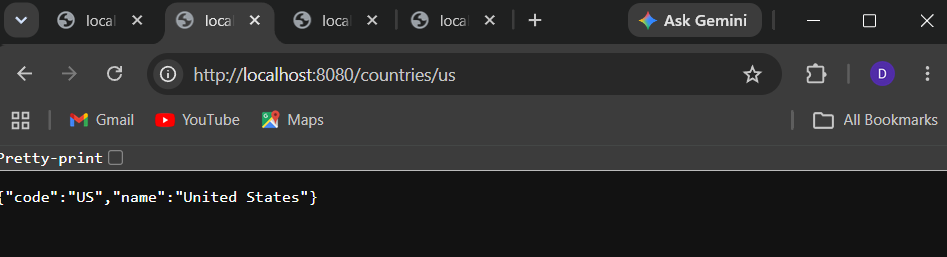 local
local
local
local
Ask Gemini
http://localhost:8080/countries/us
D
Gmail
YouTube
Maps
All Bookmarks
Pretty-print
{"code":"US","name":"United States"}